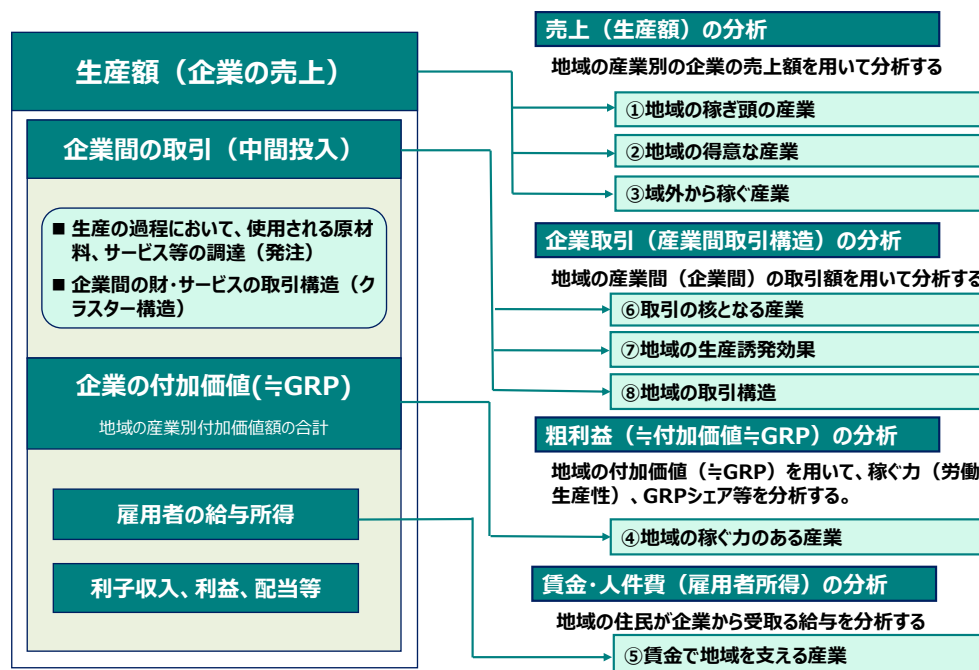 生産額（企業の売上）
企業間の取引（中間投入）
■ 生産の過程において、使用される原材
料、サービス等の調達（発注）
■ 企業間の財・サービスの取引構造（ク
ラスター構造）
企業の付加価値(≒GRP)
地域の産業別付加価値額の合計
雇用者の給与所得
利子収入、利益、配当等
売上（生産額）の分析
地域の産業別の企業の売上額を用いて分析する
①地域の稼ぎ頭の産業
②地域の得意な産業
③域外から稼ぐ産業
企業取引（産業間取引構造）の分析
地域の産業間（企業間）の取引額を用いて分析する
⑥取引の核となる産業
⑦地域の生産誘発効果
⑧地域の取引構造
粗利益（≒付加価値≒GRP）の分析
地域の付加価値（≒GRP）を用いて、稼ぐ力（労働
生産性）、GRPシェア等を分析する。
④地域の稼ぐ力のある産業
賃金・人件費（雇用者所得）の分析
地域の住民が企業から受取る給与を分析する
⑤賃金で地域を支える産業